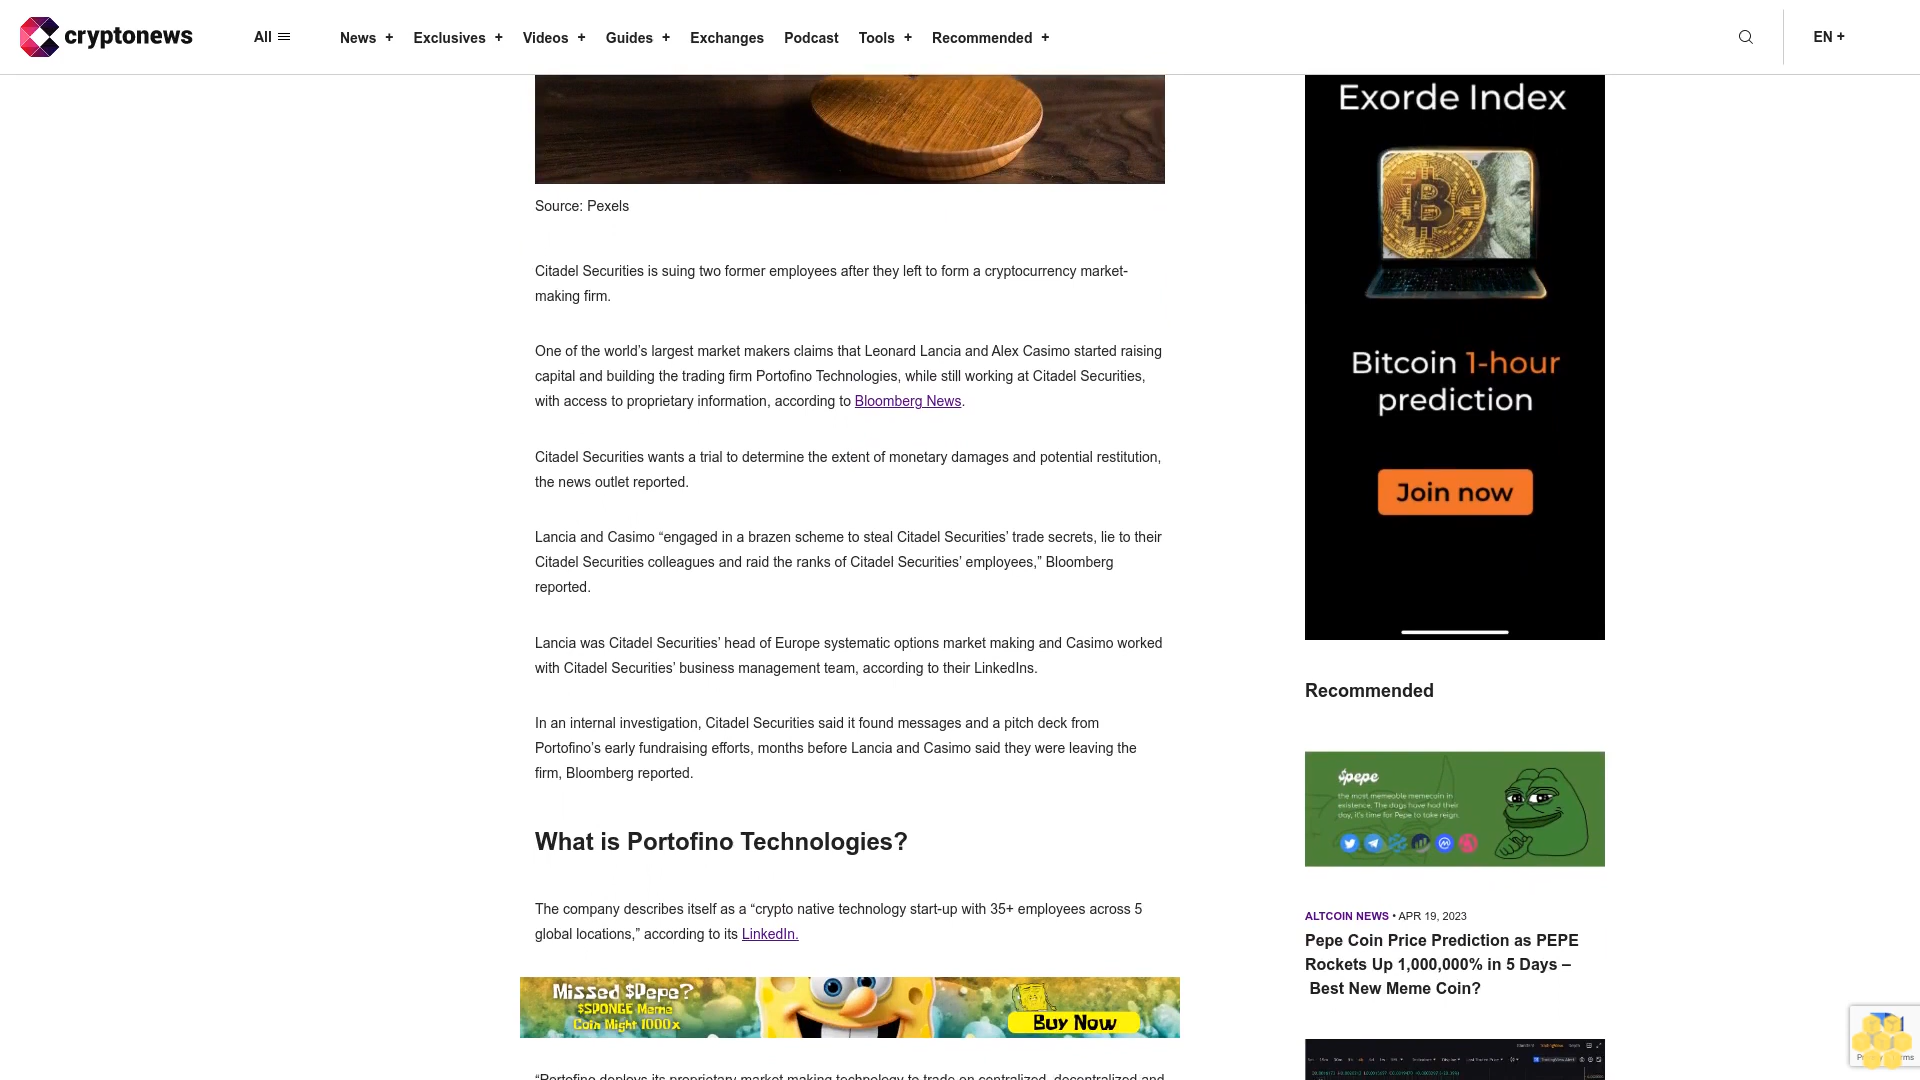 cryptonews
All
News + Exclusives + Videos + Guides + Exchanges Podcast Tools + Recommended +
EN +
Source: Pexels
Citadel Securities is suing two former employees after they left to form a cryptocurrency market-
making firm.
One of the world’s largest market makers claims that Leonard Lancia and Alex Casimo started raising
capital and building the trading firm Portofino Technologies, while still working at Citadel Securities,
with access to proprietary information, according to Bloomberg News.
Citadel Securities wants a trial to determine the extent of monetary damages and potential restitution,
the news outlet reported.
Lancia and Casimo “engaged in a brazen scheme to steal Citadel Securities’ trade secrets, lie to their
Citadel Securities colleagues and raid the ranks of Citadel Securities’ employees,” Bloomberg
reported.
Lancia was Citadel Securities’ head of Europe systematic options market making and Casimo worked
with Citadel Securities’ business management team, according to their LinkedIns.
In an internal investigation, Citadel Securities said it found messages and a pitch deck from
Portofino’s early fundraising efforts, months before Lancia and Casimo said they were leaving the
firm, Bloomberg reported.
What is Portofino Technologies?
The company describes itself as a “crypto native technology start-up with 35+ employees across 5
global locations,” according to its LinkedIn.
Missed $Pepe?
$SPONGE Meme
Coin Might 1000x
Buy Now
“Portofino deploys its proprietary market making technology to trade on centralized, decentralized and
Exorde Index
Bitcoin 1-hour
prediction
Join now
Recommended
$pepe
the most memeable memecoin in
existence. The dogs have had their
day, it's time for Pepe to take reign.
ALTCOIN NEWS • APR 19, 2023
Pepe Coin Price Prediction as PEPE
Rockets Up 1,000,000% in 5 Days –
Best New Meme Coin?